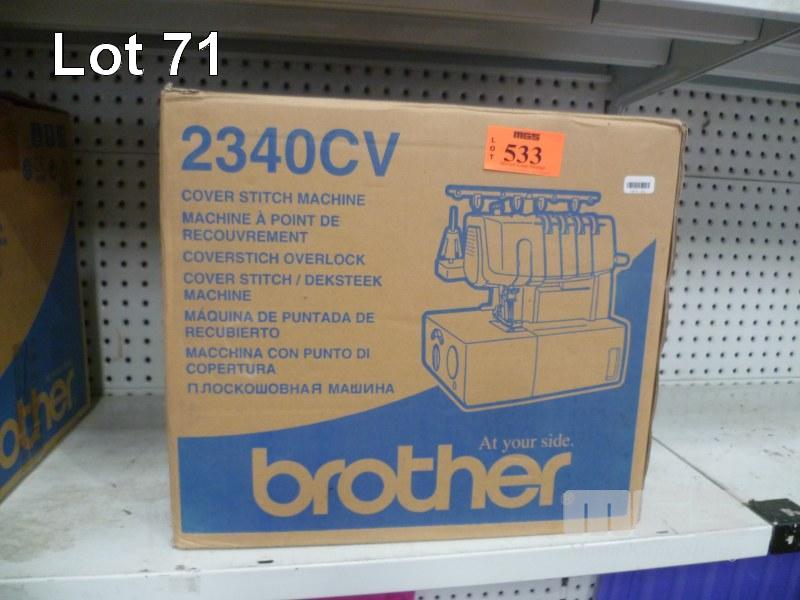 Lot 71
2340CV
MGS
LOT
533
COVER STITCH MACHINE
MACHINE À POINT DE
RECOUVREMENT
COVERSTICH OVERLOCK
COVER STITCH / DEKSTEEK
MACHINE
MÁQUINA DE PUNTADA DE
RECUBIERTO
MACCHINA CON PUNTO DI
COPERTURA
ПЛОСКОШОВНАЯ МАШИНА
At your side.
brother
other